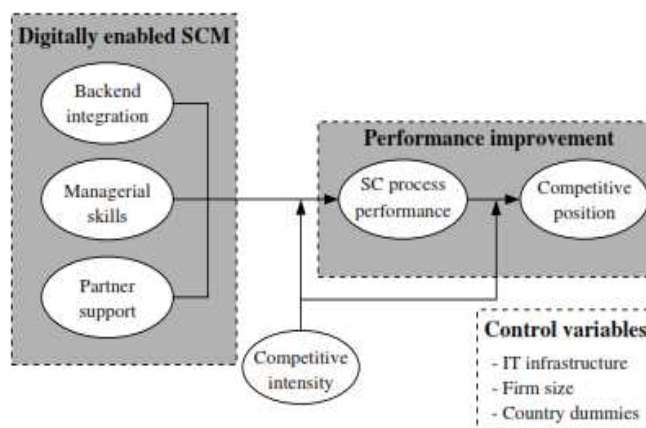 Digitally enabled SCM
Backend
integration
Managerial
skills
Partner
support
Performance improvement
SC process
performance
Competitive
position
Competitive
intensity
Control variables
- IT infrastructure
- Firm size
- Country dummies